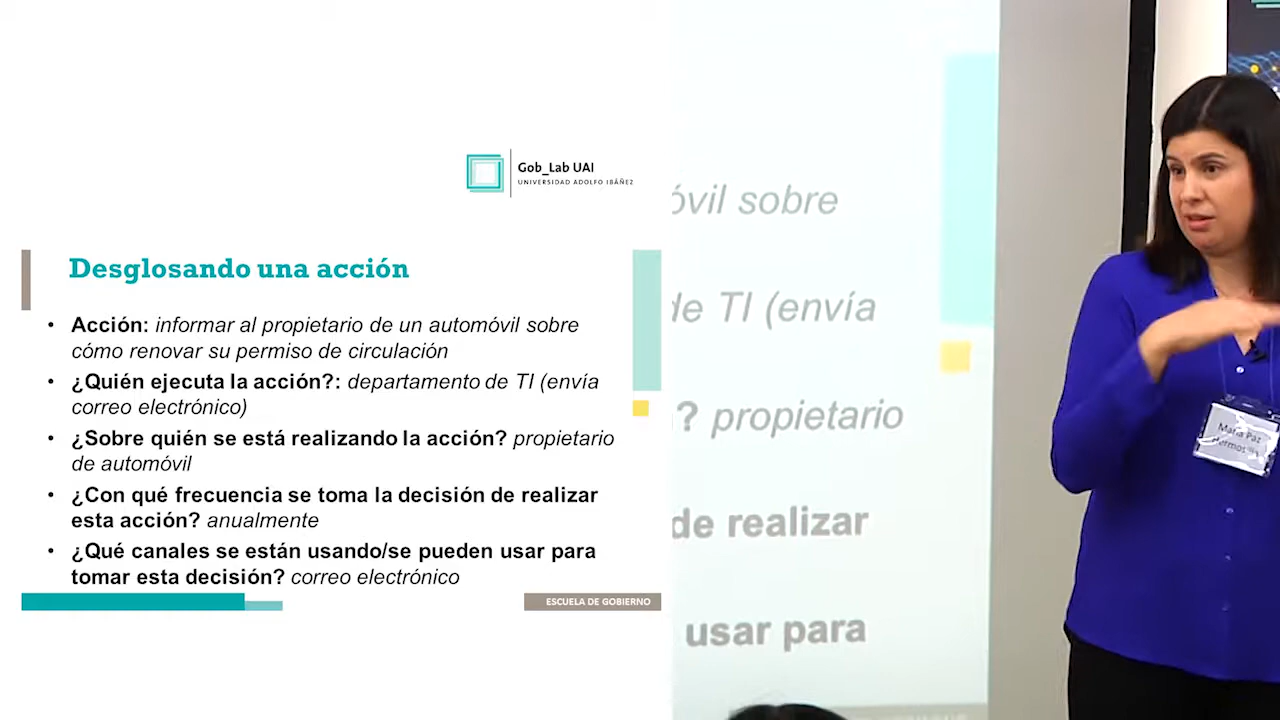 Gob_Lab UAI
UNIVERSIDAD ADOLFO IBÁÑEZ
Desglosando una acción
• Acción: informar al propietario de un automóvil sobre
cómo renovar su permiso de circulación
• ¿Quién ejecuta la acción?: departamento de TI (envía
correo electrónico)
• ¿Sobre quién se está realizando la acción? propietario
de automóvil
• ¿Con qué frecuencia se toma la decisión de realizar
esta acción? anualmente
• ¿Qué canales se están usando/se pueden usar para
tomar esta decisión? correo electrónico
ESCUELA DE GOBIERNO
óvil sobre
de TI (envía
? propietario
de realizar
usar para
María Paz